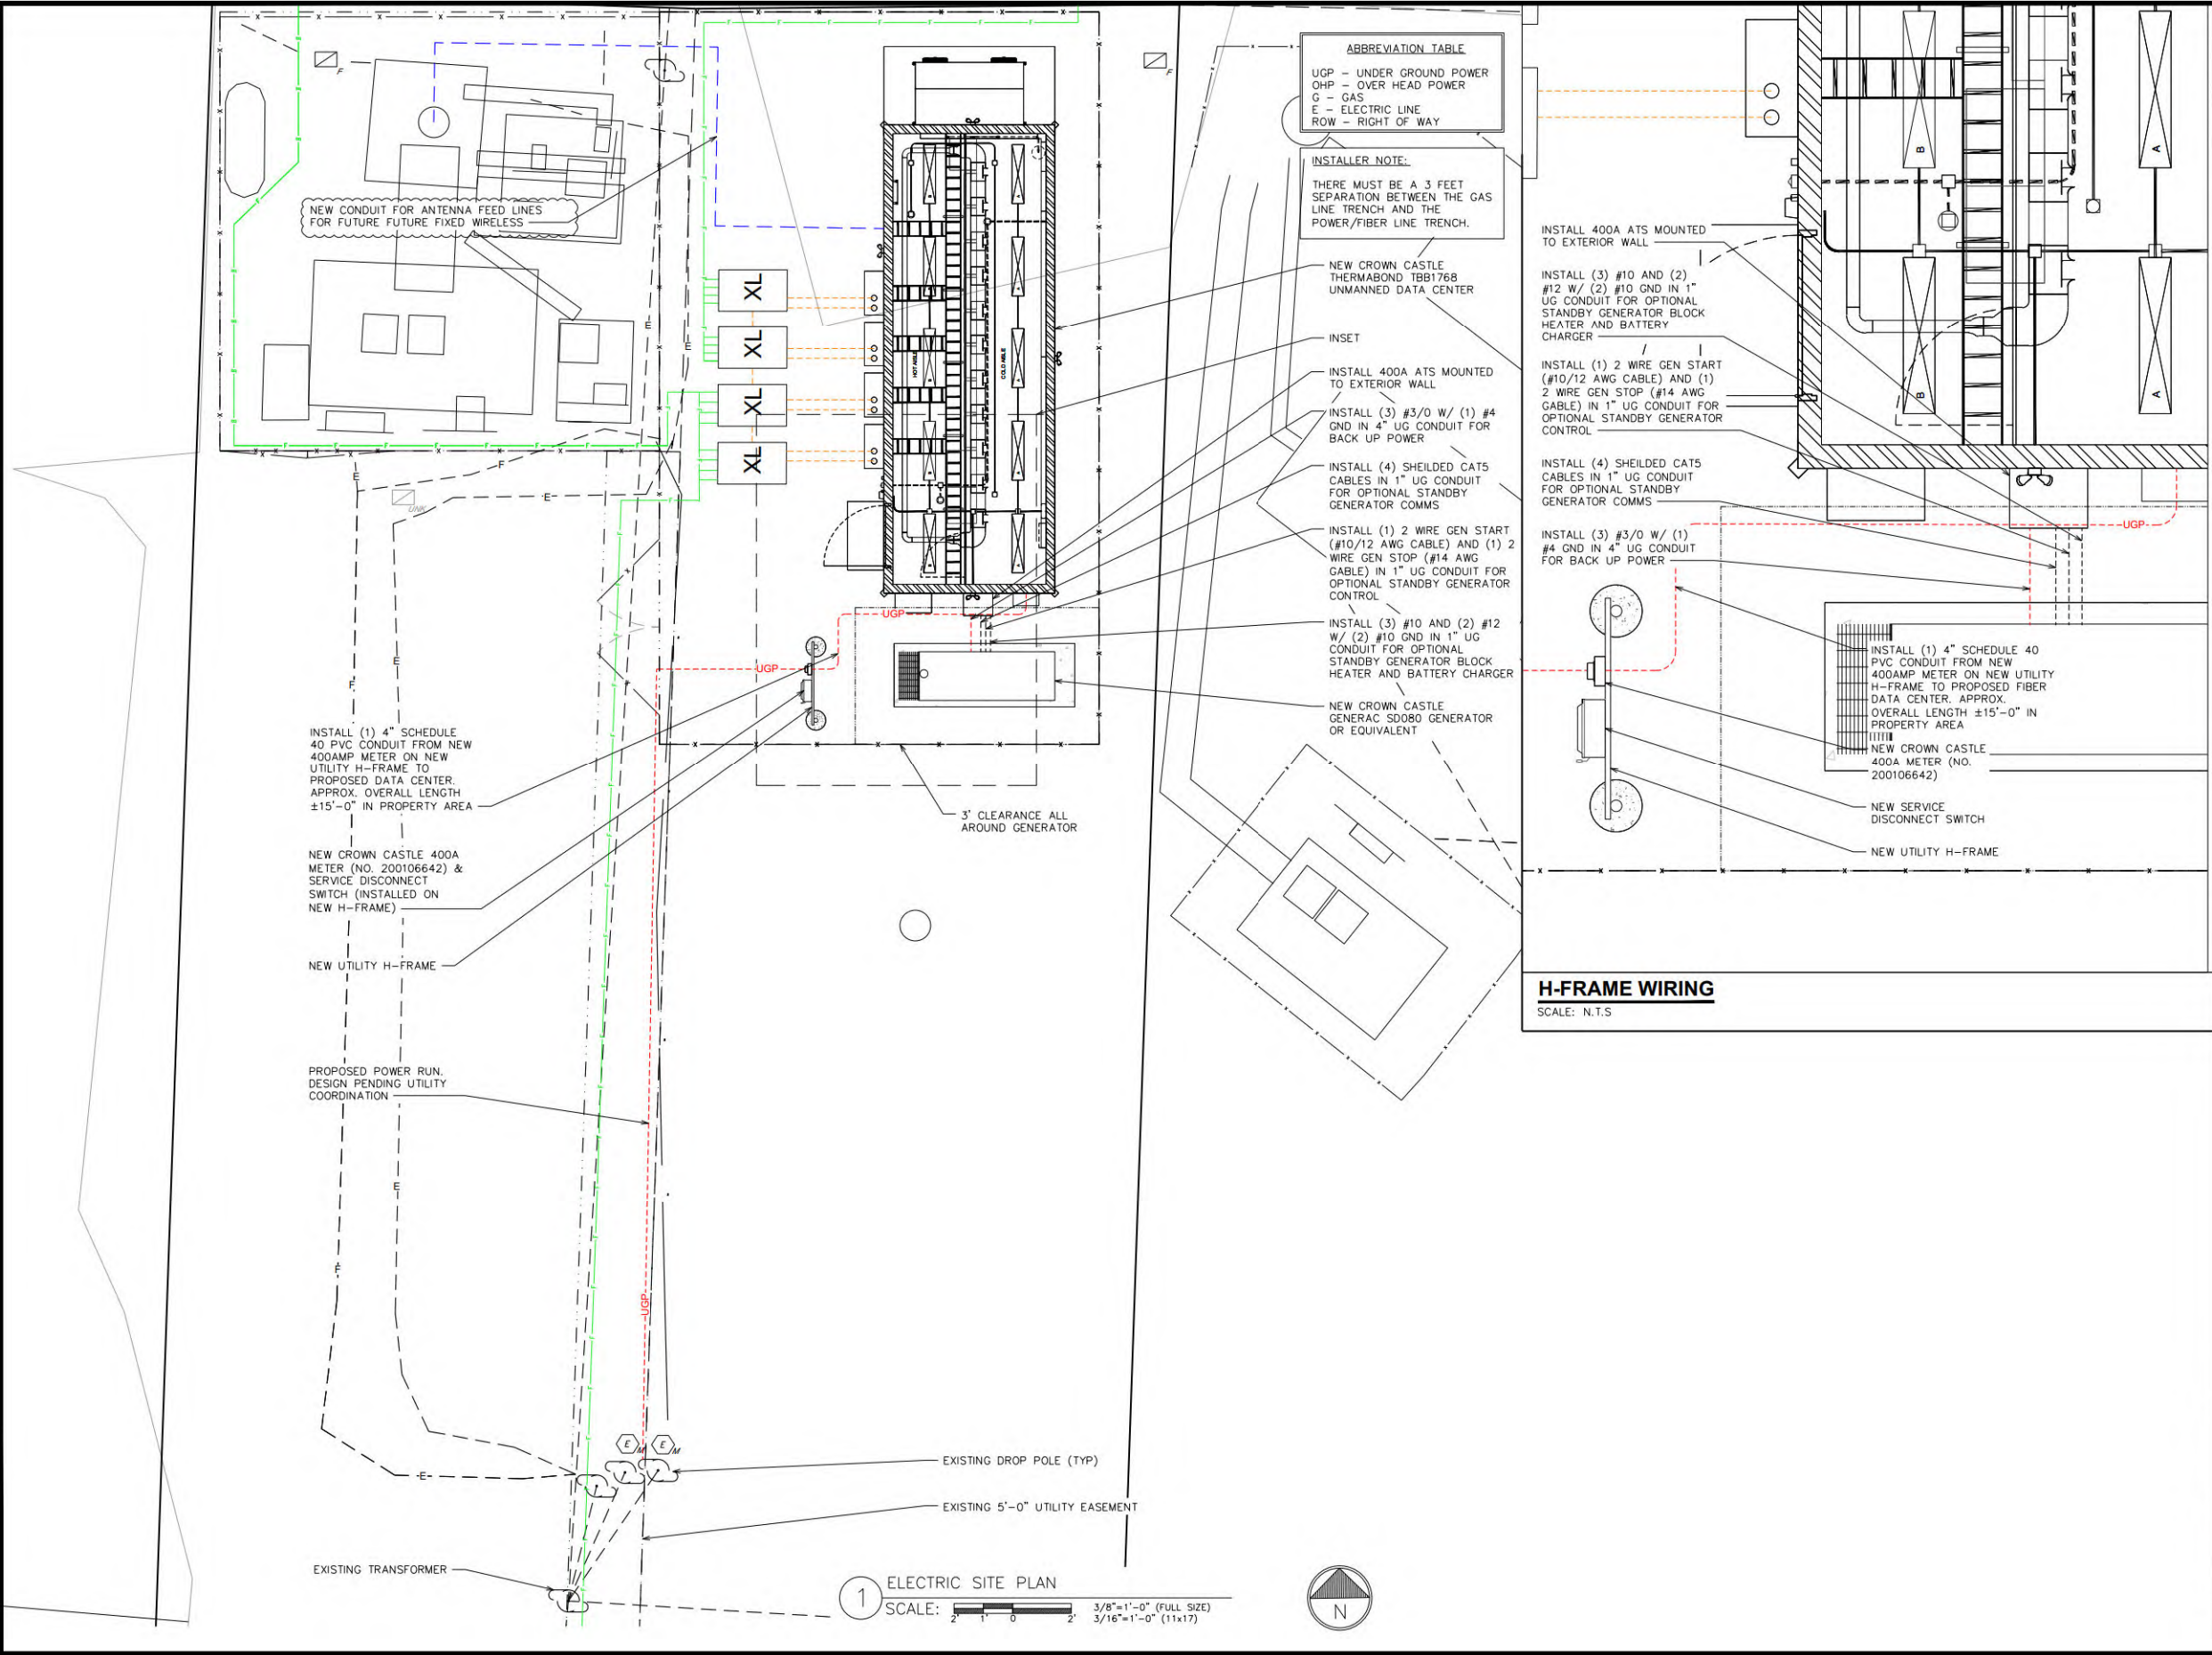 ABBREVIATION TABLE
UGP – UNDER GROUND POWER
OHP – OVER HEAD POWER
G – GAS
E – ELECTRIC LINE
ROW – RIGHT OF WAY
INSTALLER NOTE:
THERE MUST BE A 3 FEET
SEPARATION BETWEEN THE GAS
LINE TRENCH AND THE
POWER/FIBER LINE TRENCH.
NEW CONDUIT FOR ANTENNA FEED LINES
FOR FUTURE FUTURE FIXED WIRELESS
F
F
UNK
XL
XL
XL
XL
HOT AISLE
COLD AISLE
NEW CROWN CASTLE
THERMABOND TBB1768
UNMANNED DATA CENTER
INSET
INSTALL 400A ATS MOUNTED
TO EXTERIOR WALL
INSTALL (3) #3/0 W/ (1) #4
GND IN 4" UG CONDUIT FOR
BACK UP POWER
INSTALL (4) SHEILDED CAT5
CABLES IN 1" UG CONDUIT
FOR OPTIONAL STANDBY
GENERATOR COMMS
INSTALL (1) 2 WIRE GEN START
(#10/12 AWG CABLE) AND (1) 2
WIRE GEN STOP (#14 AWG
GABLE) IN 1" UG CONDUIT FOR
OPTIONAL STANDBY GENERATOR
CONTROL
INSTALL (3) #10 AND (2) #12
W/ (2) #10 GND IN 1" UG
CONDUIT FOR OPTIONAL
STANDBY GENERATOR BLOCK
HEATER AND BATTERY CHARGER
NEW CROWN CASTLE
GENERAC SD080 GENERATOR
OR EQUIVALENT
UGP
UGP
UGP
3' CLEARANCE ALL
AROUND GENERATOR
INSTALL (1) 4" SCHEDULE
40 PVC CONDUIT FROM NEW
400AMP METER ON NEW
UTILITY H–FRAME TO
PROPOSED DATA CENTER.
APPROX. OVERALL LENGTH
±15'–0" IN PROPERTY AREA
NEW CROWN CASTLE 400A
METER (NO. 200106642) &
SERVICE DISCONNECT
SWITCH (INSTALLED ON
NEW H–FRAME)
NEW UTILITY H–FRAME
PROPOSED POWER RUN.
DESIGN PENDING UTILITY
COORDINATION
E M
E M
EXISTING DROP POLE (TYP)
EXISTING 5'–0" UTILITY EASEMENT
EXISTING TRANSFORMER
1
ELECTRIC SITE PLAN
SCALE:
2' 1' 0 2'
3/8"=1'–0" (FULL SIZE)
3/16"=1'–0" (11x17)
N
B
A
B
A
INSTALL 400A ATS MOUNTED
TO EXTERIOR WALL
INSTALL (3) #10 AND (2)
#12 W/ (2) #10 GND IN 1"
UG CONDUIT FOR OPTIONAL
STANDBY GENERATOR BLOCK
HEATER AND BATTERY
CHARGER
INSTALL (1) 2 WIRE GEN START
(#10/12 AWG CABLE) AND (1)
2 WIRE GEN STOP (#14 AWG
GABLE) IN 1" UG CONDUIT FOR
OPTIONAL STANDBY GENERATOR
CONTROL
INSTALL (4) SHEILDED CAT5
CABLES IN 1" UG CONDUIT
FOR OPTIONAL STANDBY
GENERATOR COMMS
INSTALL (3) #3/0 W/ (1)
#4 GND IN 4" UG CONDUIT
FOR BACK UP POWER
UGP
INSTALL (1) 4" SCHEDULE 40
PVC CONDUIT FROM NEW
400AMP METER ON NEW UTILITY
H–FRAME TO PROPOSED FIBER
DATA CENTER. APPROX.
OVERALL LENGTH ±15'–0" IN
PROPERTY AREA
NEW CROWN CASTLE
400A METER (NO.
200106642)
NEW SERVICE
DISCONNECT SWITCH
NEW UTILITY H–FRAME
H-FRAME WIRING
SCALE: N.T.S